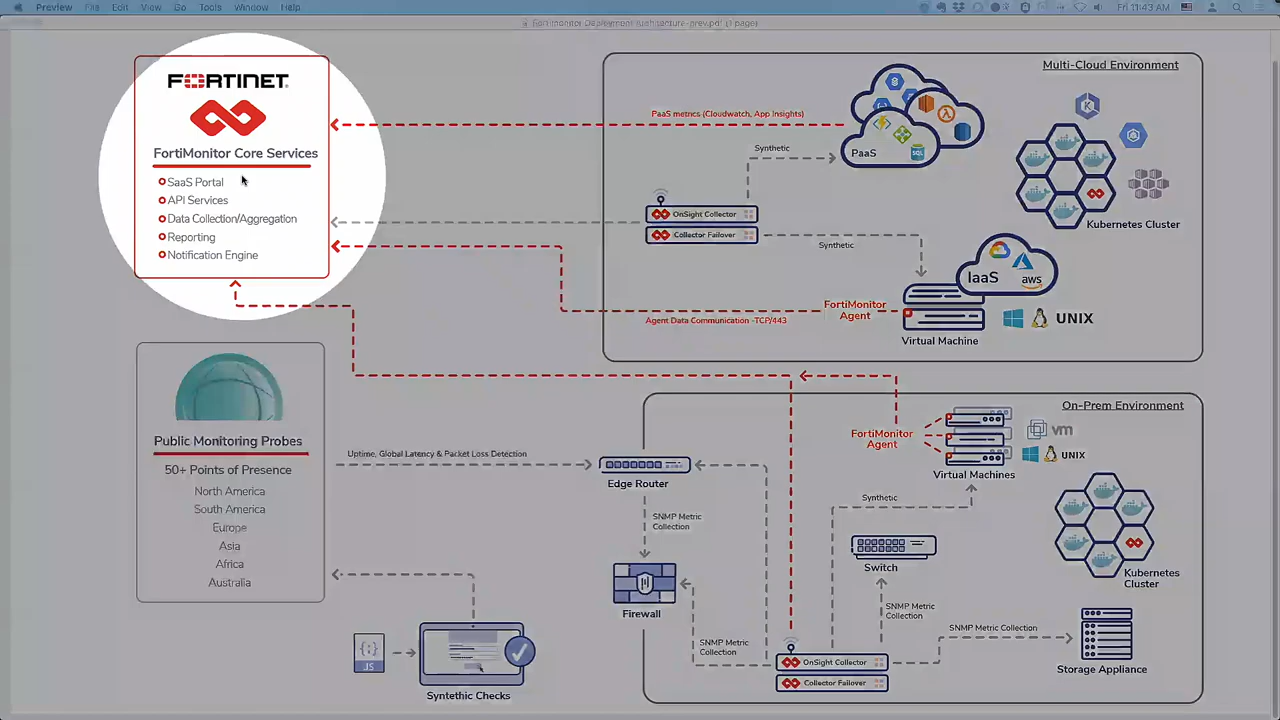 Preview File Edit View Go Tools Window Help
Fri 11:43 AM
FortiMonitor Deployment Architecture-prev.pdf (1 page)
FORTINET
FortiMonitor Core Services
SaaS Portal
API Services
Data Collection/Aggregation
Reporting
Notification Engine
Multi-Cloud Environment
PaaS metrics (Cloudwatch, App Insights)
PaaS
SQL
Synthetic
OnSight Collector
Collector Failover
Synthetic
Kubernetes Cluster
IaaS
aws
FortiMonitor
Agent
Agent Data Communication -TCP/443
UNIX
Virtual Machine
Public Monitoring Probes
50+ Points of Presence
North America
South America
Europe
Asia
Africa
Australia
Uptime, Global Latency & Packet Loss Detection
On-Prem Environment
FortiMonitor
Agent
vm
UNIX
Virtual Machines
Edge Router
SNMP Metric
Collection
Synthetic
Switch
Kubernetes
Cluster
Firewall
SNMP Metric
Collection
SNMP Metric Collection
SNMP Metric
Collection
OnSight Collector
Collector Failover
Storage Appliance
JS
Syntethic Checks